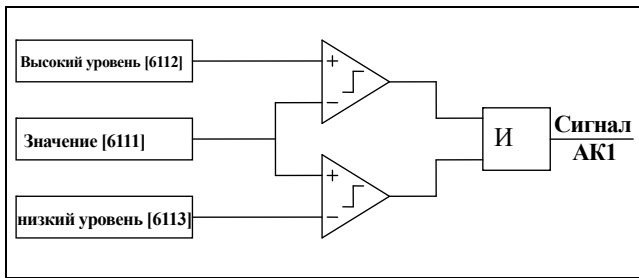 Высокий уровень [6112]
+
−
Значение [6111]
И
Сигнал
АК1
+
−
низкий уровень [6113]